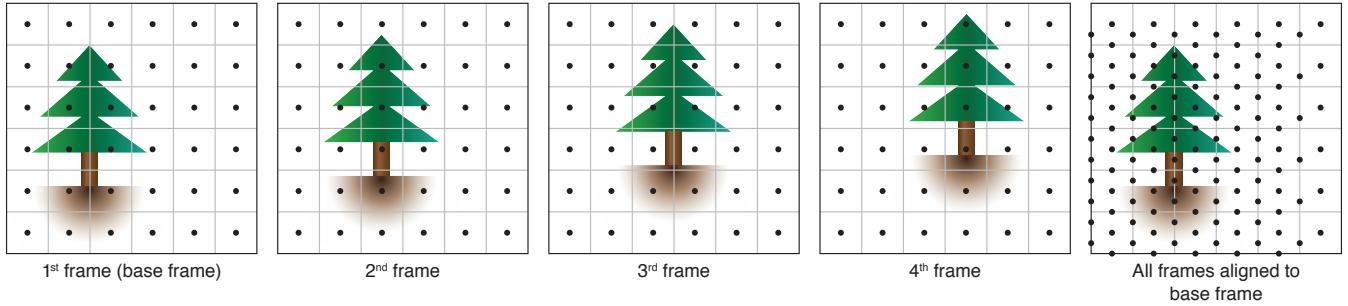 1st frame (base frame)
2nd frame
3rd frame
4th frame
All frames aligned to
base frame